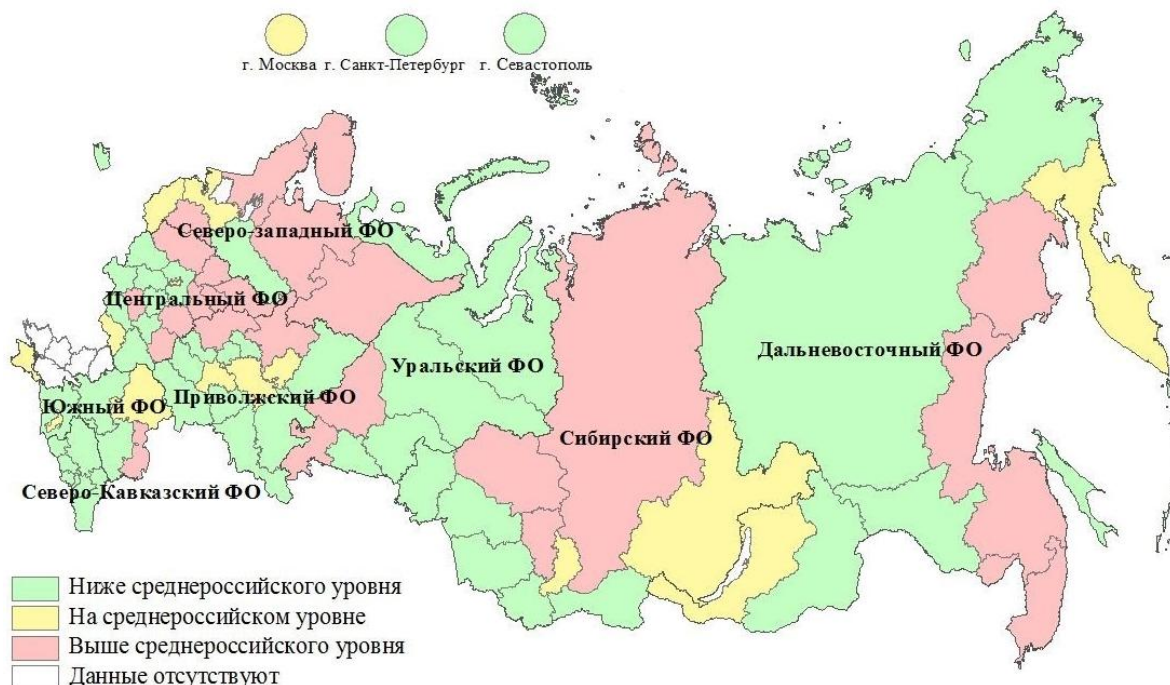 г. Москва г. Санкт-Петербург г. Севастополь
Северо-западный ФО
Центральный ФО
Уральский ФО
Дальневосточный ФО
Приволжский ФО
Южный ФО
Сибирский ФО
Северо-Кавказский ФО
Ниже среднероссийского уровня
На среднероссийском уровне
Выше среднероссийского уровня
Данные отсутствуют